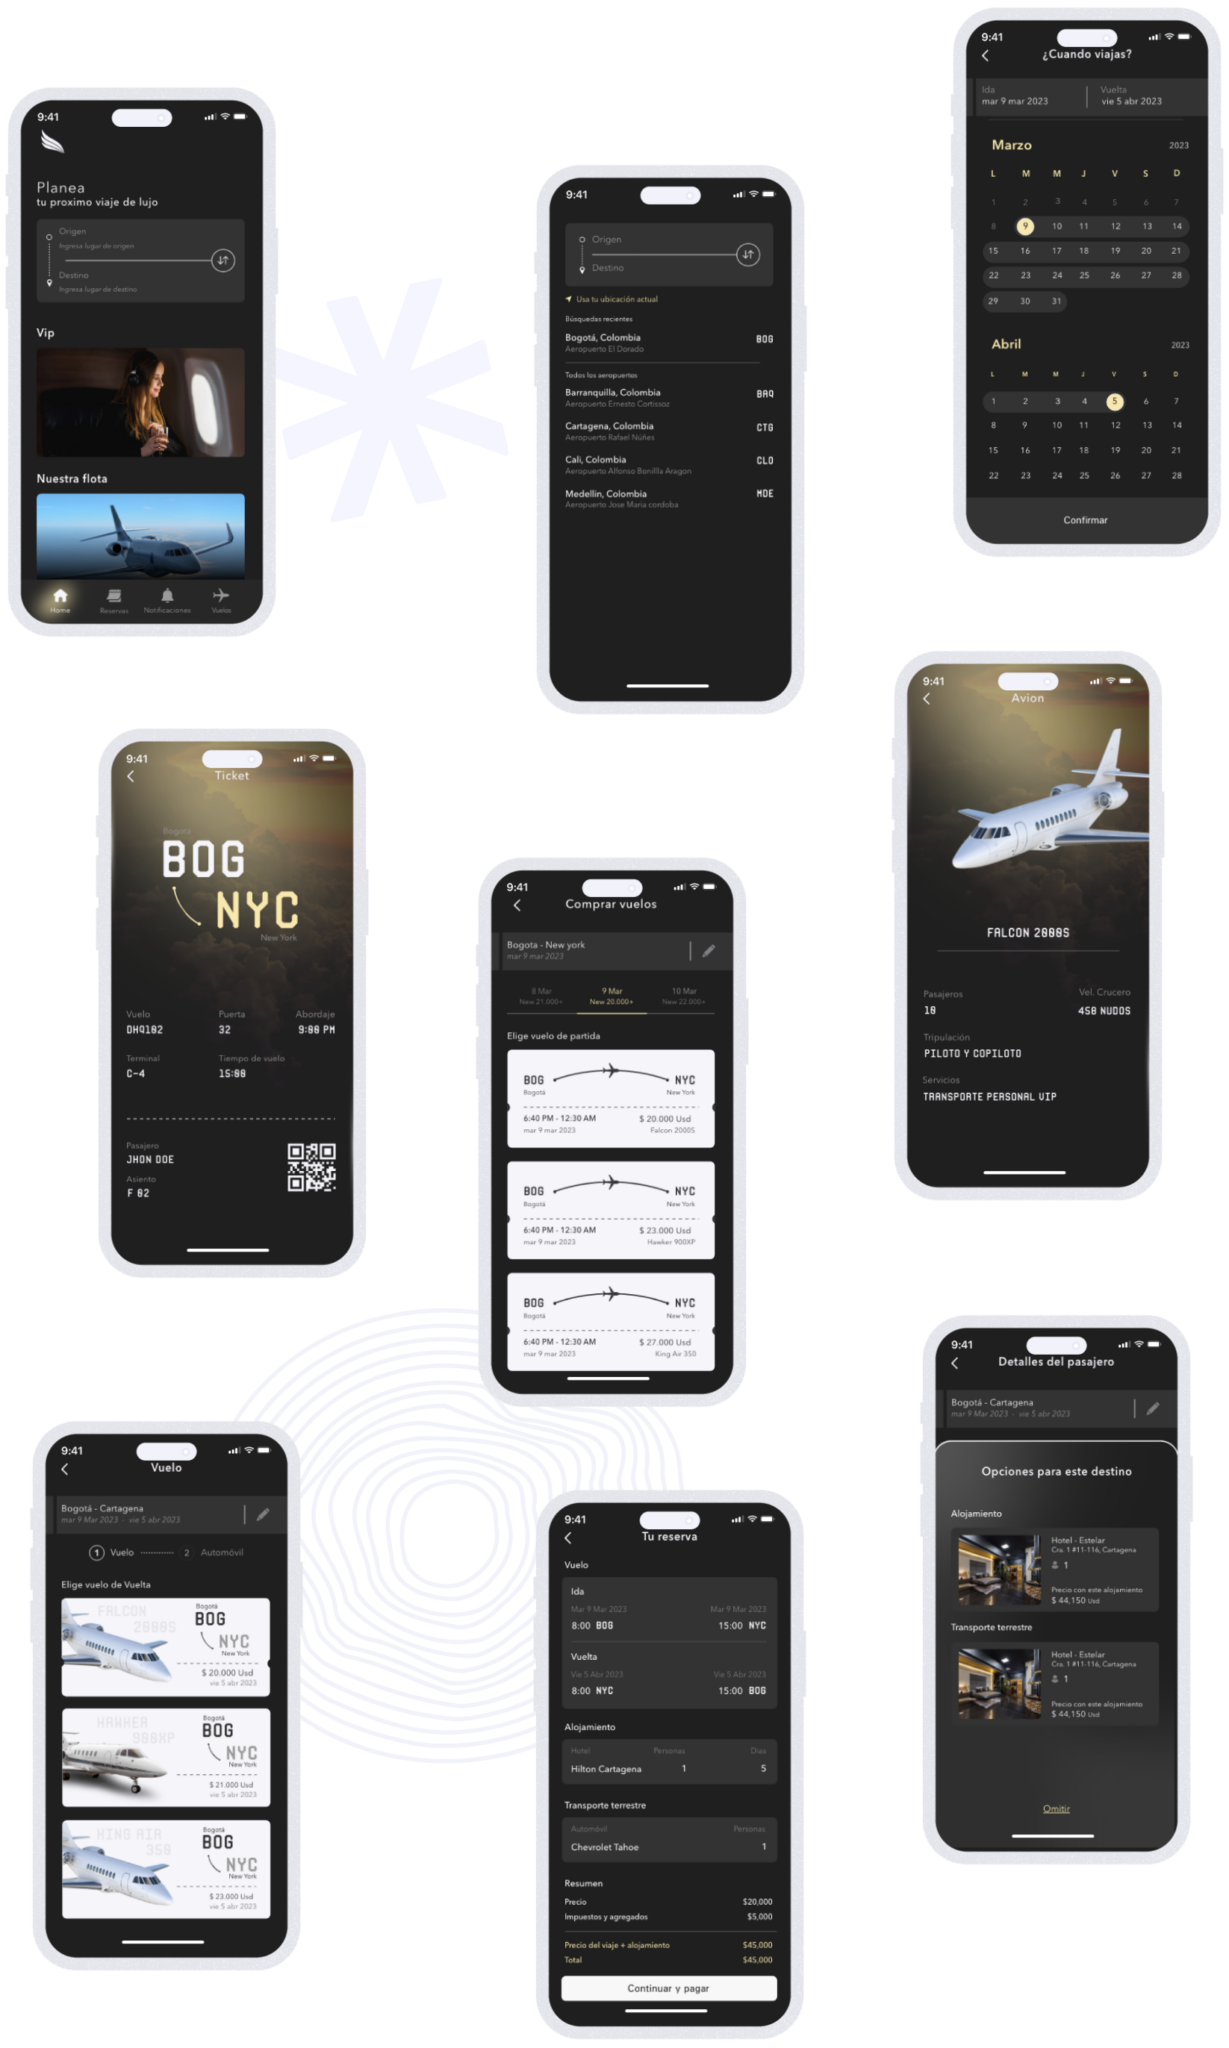 9:41
Planea
tu proximo viaje de lujo
Origen
Ingresa lugar de origen
Destino
Ingresa lugar de destino
Vip
Nuestra flota
Home Reservas Notificaciones Vuelos
9:41
Origen
Destino
Usa tu ubicación actual
Búsquedas recientes
Bogotá, Colombia BOG
Aeropuerto El Dorado
Todos los aeropuertos
Barranquilla, Colombia BAQ
Aeropuerto Ernesto Cortissoz
Cartagena, Colombia CTG
Aeropuerto Rafael Núñes
Cali, Colombia CLO
Aeropuerto Alfonso Bonillla Aragon
Medellin, Colombia MDE
Aeropuerto Jose Maria cordoba
9:41
¿Cuando viajas?
Ida Vuelta
mar 9 mar 2023 vie 5 abr 2023
Marzo 2023
L M M J V S D
1 2 3 4 5 6 7
8 9 10 11 12 13 14
15 16 17 18 19 20 21
22 23 24 25 26 27 28
29 30 31
Abril 2023
L M M J V S D
1 2 3 4 5 6 7
8 9 10 11 12 13 14
15 16 17 18 19 20 21
22 23 24 25 26 27 28
Confirmar
9:41
Ticket
Bogotá
BOG
NYC
New York
Vuelo Puerta Abordaje
DHQ102 32 9:00 PM
Terminal Tiempo de vuelo
C-4 15:00
Pasajero
JHON DOE
Asiento
F 02
9:41
Comprar vuelos
Bogota - New york
mar 9 mar 2023
8 Mar 9 Mar 10 Mar
New 21.000+ New 20.000+ New 22.000+
Elige vuelo de partida
BOG NYC
Bogotá New York
6:40 PM - 12:30 AM $ 20.000 Usd
mar 9 mar 2023 Falcon 2000S
BOG NYC
Bogotá New York
6:40 PM - 12:30 AM $ 23.000 Usd
mar 9 mar 2023 Hawker 900XP
BOG NYC
Bogotá New York
6:40 PM - 12:30 AM $ 27.000 Usd
mar 9 mar 2023 King Air 350
9:41
Avion
FALCON 2000S
Pasajeros Vel. Crucero
10 450 NUDOS
Tripulación
PILOTO Y COPILOTO
Servicios
TRANSPORTE PERSONAL VIP
9:41
Vuelo
Bogotá - Cartagena
mar 9 Mar 2023 - vie 5 abr 2023
1 Vuelo 2 Automóvil
Elige vuelo de Vuelta
FALCON
2000S
Bogotá
BOG
NYC
New York
$ 20.000 Usd
vie 5 abr 2023
HAWKER
900XP
Bogotá
BOG
NYC
New York
$ 21.000 Usd
vie 5 abr 2023
KING AIR
350
Bogotá
BOG
NYC
New York
$ 23.000 Usd
vie 5 abr 2023
9:41
Tu reserva
Vuelo
Ida
Mar 9 Mar 2023 Mar 9 Mar 2023
8:00 BOG 15:00 NYC
Vuelta
Vie 5 Abr 2023 Vie 5 Abr 2023
8:00 NYC 15:00 BOG
Alojamiento
Hotel Personas Dias
Hilton Cartagena 1 5
Transporte terrestre
Automóvil Personas
Chevrolet Tahoe 1
Resumen
Precio $20,000
Impuestos y agregados $5,000
Precio del viaje + alojamiento $45,000
Total $45,000
Continuar y pagar
9:41
Detalles del pasajero
Bogotá - Cartagena
mar 9 Mar 2023 - vie 5 abr 2023
Opciones para este destino
Alojamiento
Hotel - Estelar
Cra. 1 #11-116, Cartagena
1
Precio con este alojamiento
$ 44,150 Usd
Transporte terrestre
Hotel - Estelar
Cra. 1 #11-116, Cartagena
1
Precio con este alojamiento
$ 44,150 Usd
Omitir